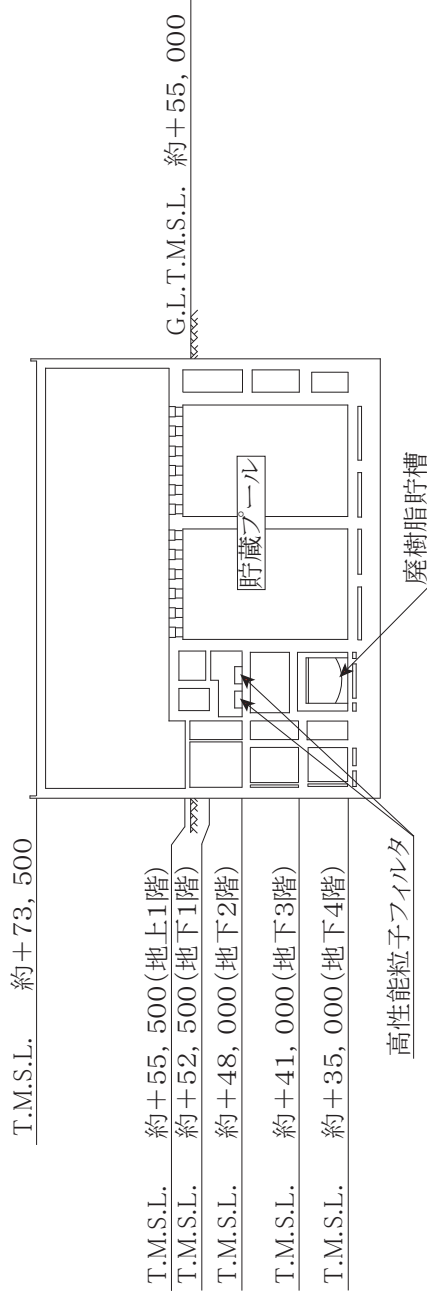 T.M.S.L. 約+73, 500
G.L.T.M.S.L. 約+55, 000
T.M.S.L. 約+55, 500(地上1階)
T.M.S.L. 約+52, 500(地下1階)
T.M.S.L. 約+48, 000(地下2階)
T.M.S.L. 約+41, 000(地下3階)
T.M.S.L. 約+35, 000(地下4階)
貯蔵プール
高性能粒子フィルタ
廃樹脂貯槽